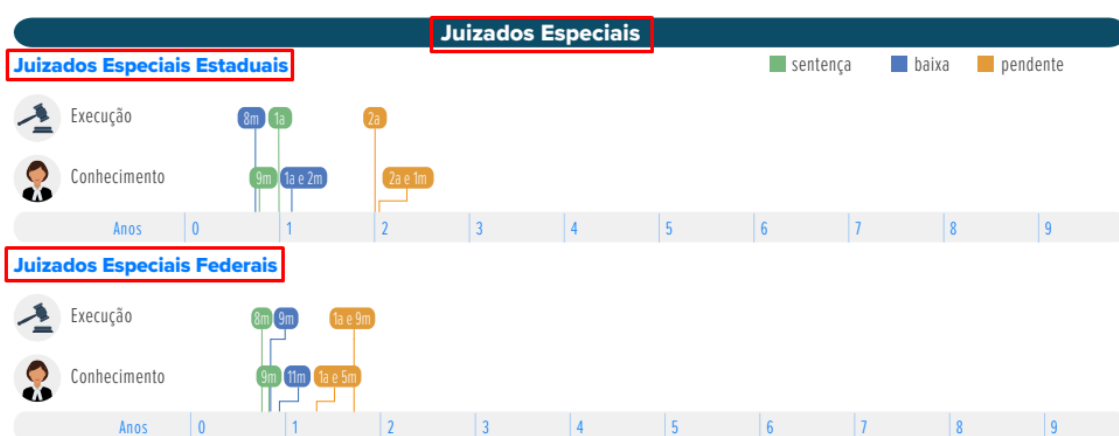 Juizados Especiais
Juizados Especiais Estaduais
sentença baixa pendente
Execução 8m 1a 2a
Conhecimento 9m 1a e 2m 2a e 1m
Anos 0 1 2 3 4 5 6 7 8 9
Juizados Especiais Federais
Execução 8m 9m 1a e 9m
Conhecimento 9m 11m 1a e 5m
Anos 0 1 2 3 4 5 6 7 8 9